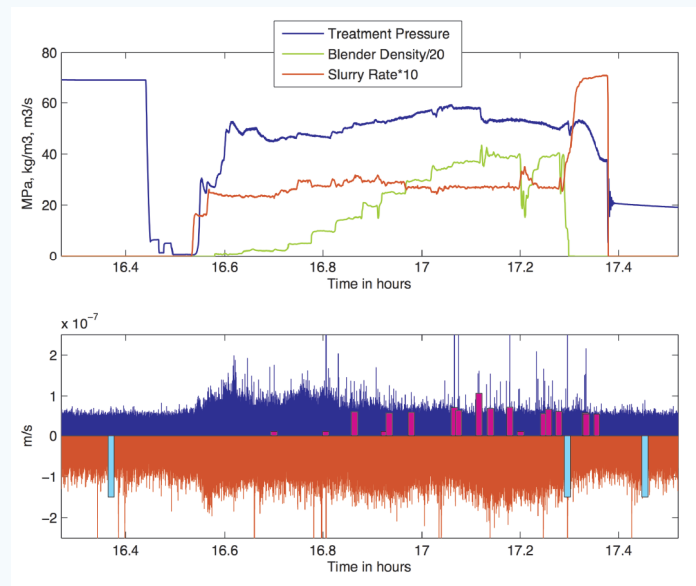 Treatment Pressure
Blender Density/20
Slurry Rate*10
80
60
40
20
0
MPa, kg/m3, m3/s
16.4 16.6 16.8 17 17.2 17.4
Time in hours
x 10⁻⁷
2
1
0
−1
−2
m/s
16.4 16.6 16.8 17 17.2 17.4
Time in hours